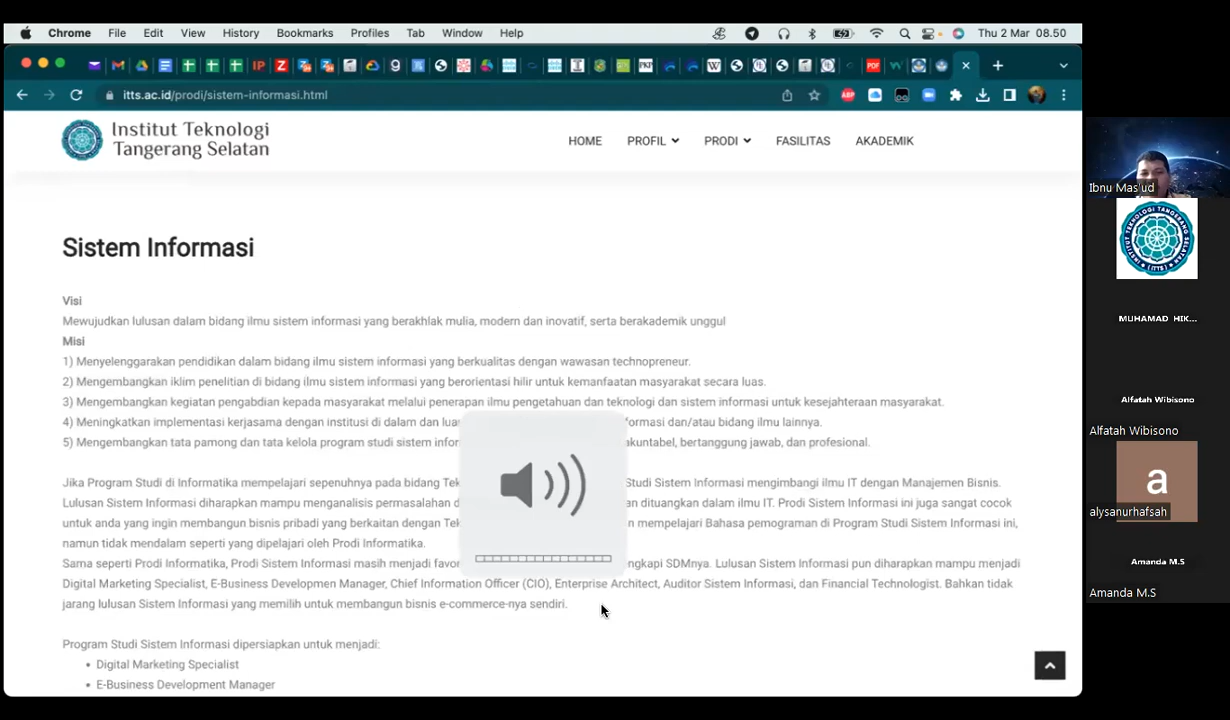 Chrome File Edit View History Bookmarks Profiles Tab Window Help Thu 2 Mar 08.50
itts.ac.id/prodi/sistem-informasi.html
Institut Teknologi
Tangerang Selatan
HOME PROFIL PRODI FASILITAS AKADEMIK
Sistem Informasi
Visi
Mewujudkan lulusan dalam bidang ilmu sistem informasi yang berakhlak mulia, modern dan inovatif, serta berakademik unggul
Misi
1) Menyelenggarakan pendidikan dalam bidang ilmu sistem informasi yang berkualitas dengan wawasan technopreneur.
2) Mengembangkan iklim penelitian di bidang ilmu sistem informasi yang berorientasi hilir untuk kemanfaatan masyarakat secara luas.
3) Mengembangkan kegiatan pengabdian kepada masyarakat melalui penerapan ilmu pengetahuan dan teknologi dan sistem informasi untuk kesejahteraan masyarakat.
4) Meningkatkan implementasi kerjasama dengan institusi di dalam dan formasi dan/atau bidang ilmu lainnya.
5) Mengembangkan tata pamong dan tata kelola program studi sistem akuntabel, bertanggung jawab, dan profesional.
Jika Program Studi di Informatika mempelajari sepenuhnya pada bidang Studi Sistem Informasi mengimbangi ilmu IT dengan Manajemen Bisnis.
Lulusan Sistem Informasi diharapkan mampu menganalisis permasalahan dan dituangkan dalam ilmu IT. Prodi Sistem Informasi ini juga sangat cocok
untuk anda yang ingin membangun bisnis pribadi yang berkaitan dengan mempelajari Bahasa pemograman di Program Studi Sistem Informasi ini,
namun tidak mendalam seperti yang dipelajari oleh Prodi Informatika.
Sama seperti Prodi Informatika, Prodi Sistem Informasi masih menjadi SDMnya. Lulusan Sistem Informasi pun diharapkan mampu menjadi
Digital Marketing Specialist, E-Business Developmen Manager, Chief Information Officer (CIO), Enterprise Architect, Auditor Sistem Informasi, dan Financial Technologist. Bahkan tidak
jarang lulusan Sistem Informasi yang memilih untuk membangun bisnis e-commerce-nya sendiri.
Program Studi Sistem Informasi dipersiapkan untuk menjadi:
• Digital Marketing Specialist
• E-Business Development Manager
Ibnu Mas'ud
MUHAMAD HIK...
Alfatah Wibisono
Alfatah Wibisono
a
alysanurhafsah
Amanda M.S
Amanda M.S